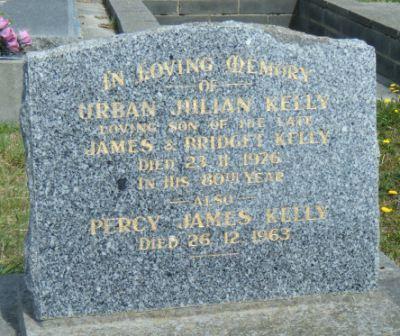 IN LOVING MEMORY
OF
URBAN JULIAN KELLY
LOVING SON OF THE LATE
JAMES & BRIDGET KELLY
DIED 23.11.1976
IN HIS 80TH YEAR
ALSO
PERCY JAMES KELLY
DIED 26.12.1963